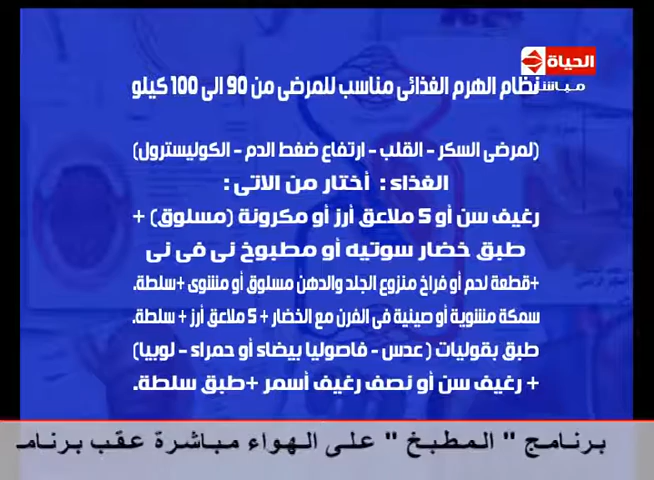 الحياة
مباشر
نظام الهرم الغذائى مناسب للمرضى من 90 الى 100 كيلو
(لمرضى السكر - القلب - ارتفاع ضغط الدم - الكوليسترول)
الغذاء : أختار من الاتى :
رغيف سن أو 5 ملاعق أرز أو مكرونة (مسلوق) +
طبق خضار سوتيه أو مطبوخ نى فى نى
+قطعة لحم أو فراخ منزوع الجلد والدهن مسلوق أو مشوى +سلطة.
سمكة مشوية أو صينية فى الفرن مع الخضار + 5 ملاعق أرز + سلطة.
طبق بقوليات ( عدس - فاصوليا بيضاء أو حمراء - لوبيا)
+ رغيف سن أو نصف رغيف أسمر +طبق سلطة.
برنامج " المطبخ " على الهواء مباشرة عقب برنامـ